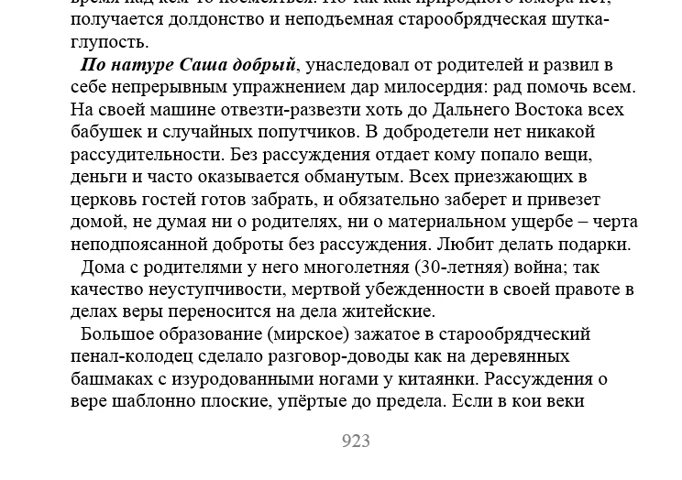 получается долдонство и неподъемная старообрядческая шутка-
глупость.
По натуре Саша добрый, унаследовал от родителей и развил в
себе непрерывным упражнением дар милосердия: рад помочь всем.
На своей машине отвезти-развезти хоть до Дальнего Востока всех
бабушек и случайных попутчиков. В добродетели нет никакой
рассудительности. Без рассуждения отдает кому попало вещи,
деньги и часто оказывается обманутым. Всех приезжающих в
церковь гостей готов забрать, и обязательно заберет и привезет
домой, не думая ни о родителях, ни о материальном ущербе – черта
неподпоясанной доброты без рассуждения. Любит делать подарки.
Дома с родителями у него многолетняя (30-летняя) война; так
качество неуступчивости, мертвой убежденности в своей правоте в
делах веры переносится на дела житейские.
Большое образование (мирское) зажатое в старообрядческий
пенал-колодец сделало разговор-доводы как на деревянных
башмаках с изуродованными ногами у китаянки. Рассуждения о
вере шаблонно плоские, упёртые до предела. Если в кои веки
923